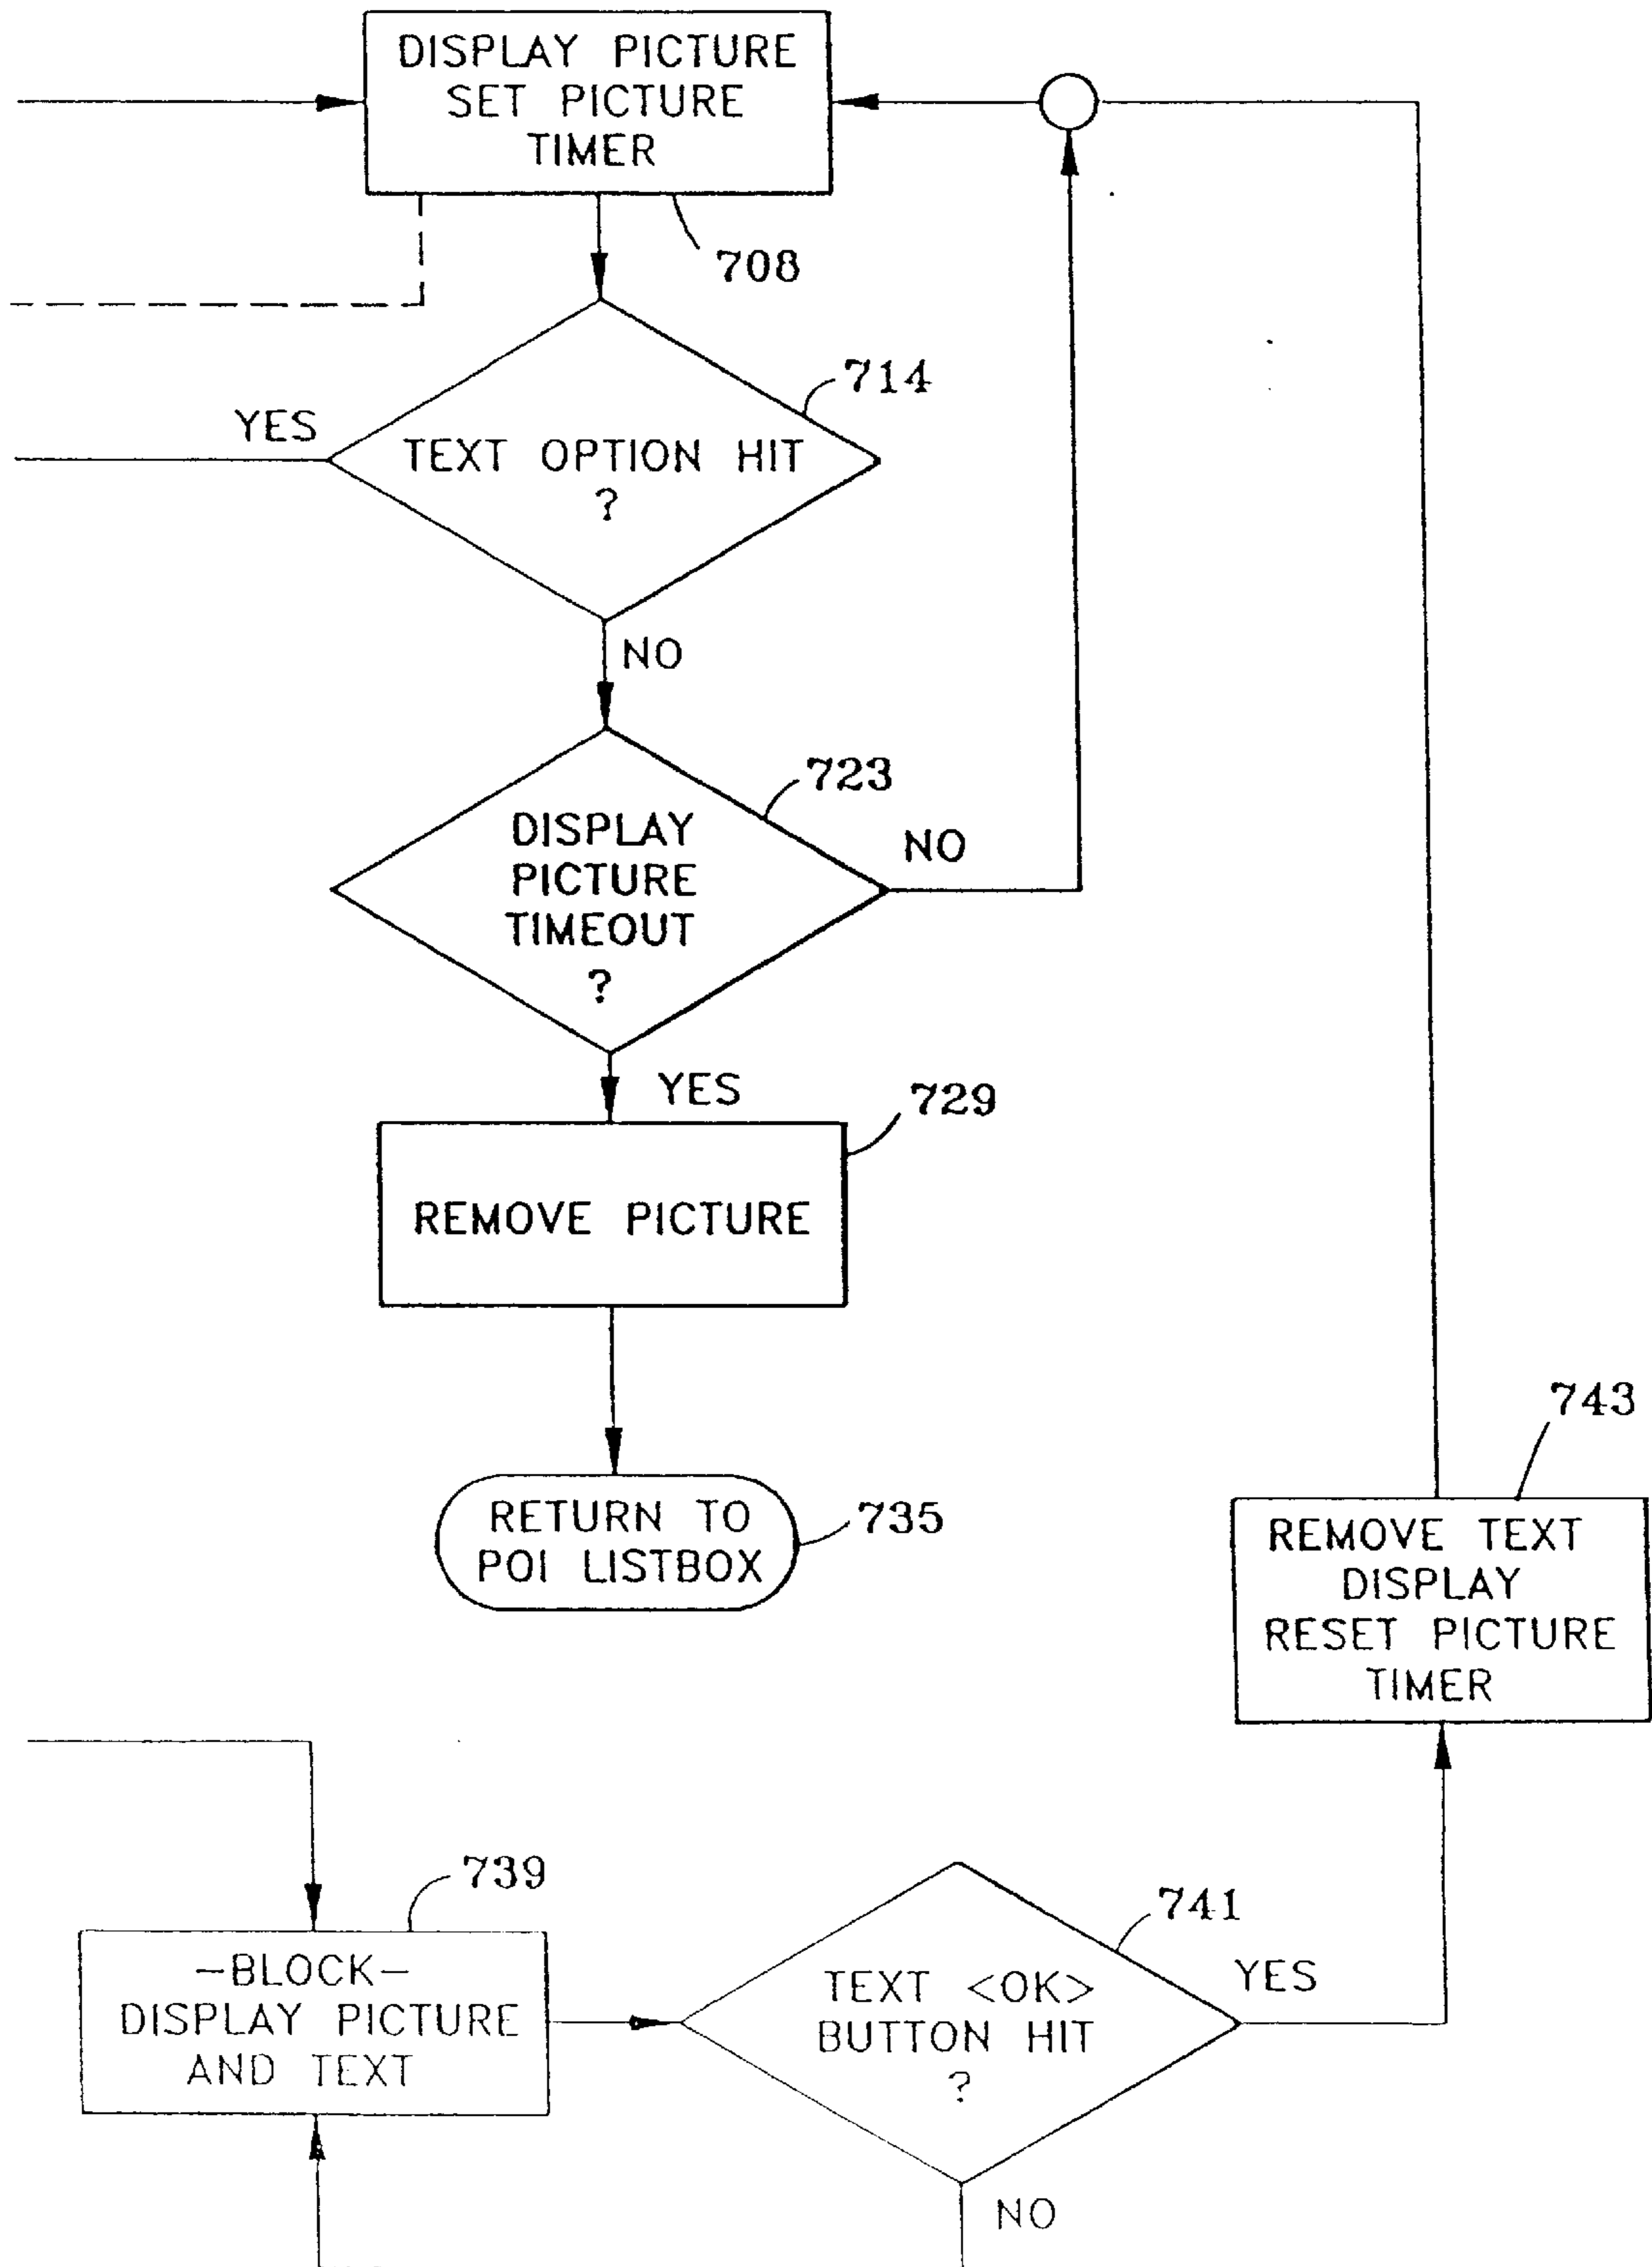 DISPLAY PICTURE
SET PICTURE
TIMER
708
714
YES
TEXT OPTION HIT
?
NO
723
DISPLAY
PICTURE
TIMEOUT
?
NO
YES
729
REMOVE PICTURE
RETURN TO
POI LISTBOX
735
743
REMOVE TEXT
DISPLAY
RESET PICTURE
TIMER
739
-BLOCK-
DISPLAY PICTURE
AND TEXT
741
TEXT <OK>
BUTTON HIT
?
YES
NO